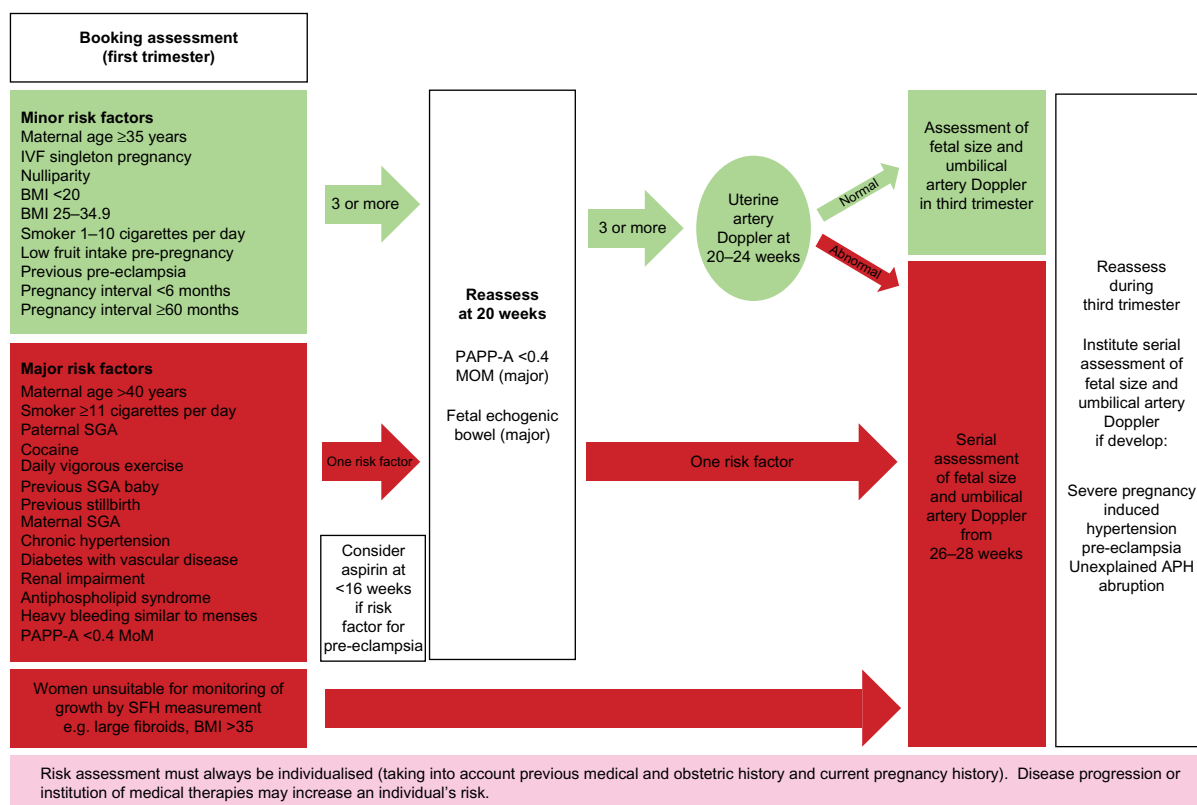 Booking assessment
(first trimester)
Minor risk factors
Maternal age ≥35 years
IVF singleton pregnancy
Nulliparity
BMI <20
BMI 25–34.9
Smoker 1–10 cigarettes per day
Low fruit intake pre-pregnancy
Previous pre-eclampsia
Pregnancy interval <6 months
Pregnancy interval ≥60 months
Major risk factors
Maternal age >40 years
Smoker ≥11 cigarettes per day
Paternal SGA
Cocaine
Daily vigorous exercise
Previous SGA baby
Previous stillbirth
Maternal SGA
Chronic hypertension
Diabetes with vascular disease
Renal impairment
Antiphospholipid syndrome
Heavy bleeding similar to menses
PAPP-A <0.4 MoM
Women unsuitable for monitoring of
growth by SFH measurement
e.g. large fibroids, BMI >35
3 or more
One risk factor
Consider
aspirin at
<16 weeks
if risk
factor for
pre-eclampsia
Reassess
at 20 weeks
PAPP-A <0.4
MOM (major)
Fetal echogenic
bowel (major)
3 or more
Uterine
artery
Doppler at
20–24 weeks
Normal
Abnormal
One risk factor
Assessment of
fetal size and
umbilical
artery Doppler
in third trimester
Serial
assessment
of fetal size
and umbilical
artery Doppler
from
26–28 weeks
Reassess
during
third trimester
Institute serial
assessment of
fetal size and
umbilical artery
Doppler
if develop:
Severe pregnancy
induced
hypertension
pre-eclampsia
Unexplained APH
abruption
Risk assessment must always be individualised (taking into account previous medical and obstetric history and current pregnancy history). Disease progression or
institution of medical therapies may increase an individual's risk.